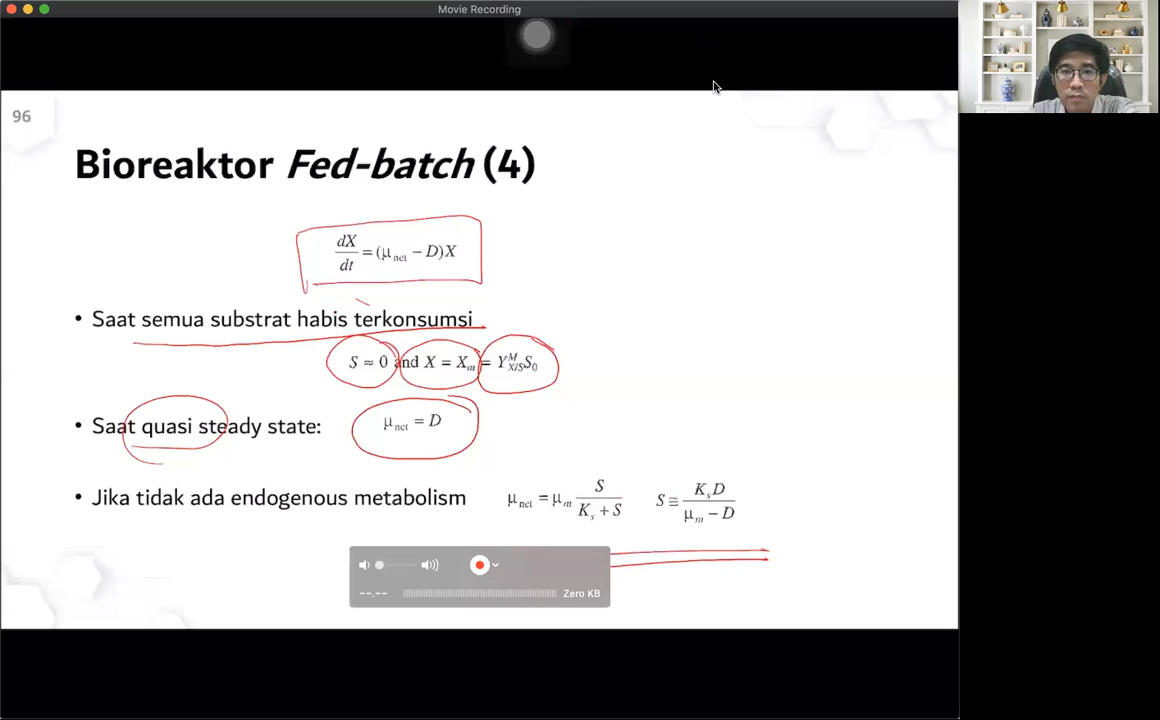 Movie Recording
96
Bioreaktor Fed-batch (4)
dX/dt = (μnet − D)X
• Saat semua substrat habis terkonsumsi
S ≈ 0 and X = Xm = Y^M_X/S S0
• Saat quasi steady state: μnet = D
• Jika tidak ada endogenous metabolism μnet = μm S/(Ks + S) S ≅ KsD/(μm − D)
--.--
Zero KB